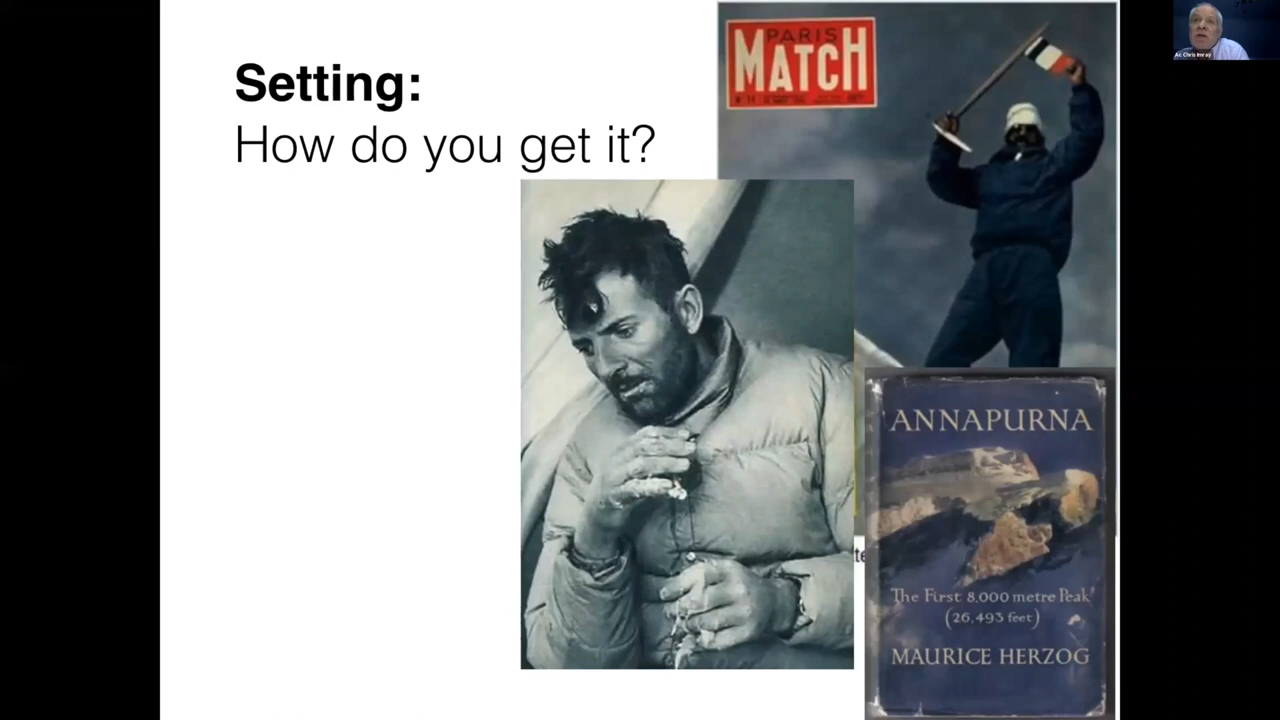 Setting:
How do you get it?
PARIS
MATCH
ANNAPURNA
The First 8,000 metre Peak
(26,493 feet)
MAURICE HERZOG